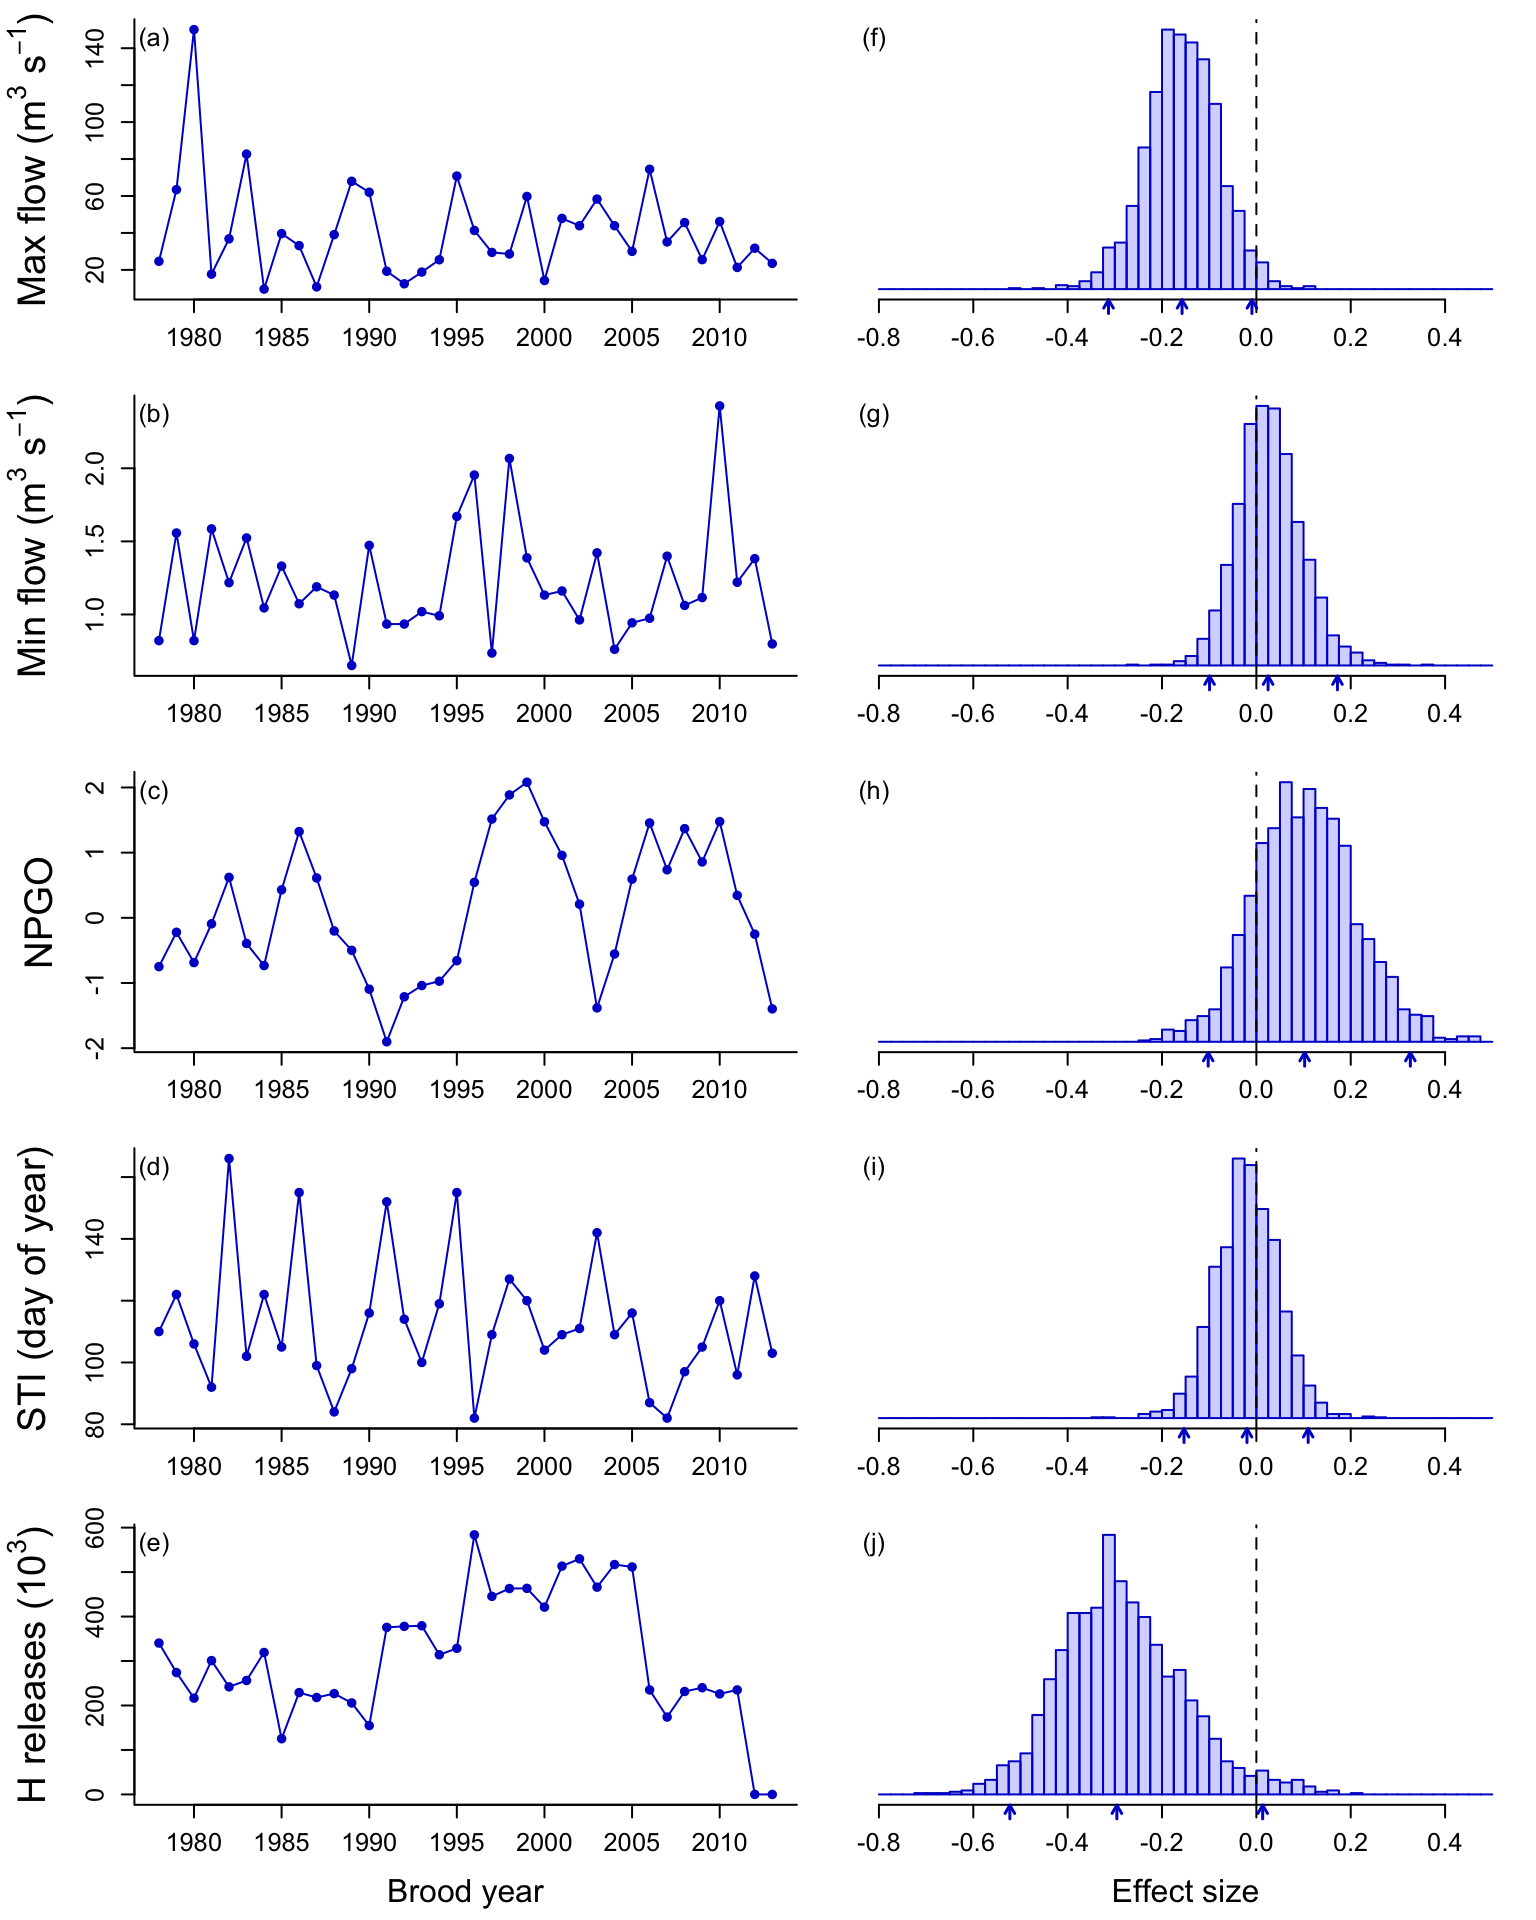 Max flow (m³ s⁻¹)
(a)
20 60 100 140
1980 1985 1990 1995 2000 2005 2010
(f)
-0.8 -0.6 -0.4 -0.2 0.0 0.2 0.4
Min flow (m³ s⁻¹)
(b)
1.0 1.5 2.0
1980 1985 1990 1995 2000 2005 2010
(g)
-0.8 -0.6 -0.4 -0.2 0.0 0.2 0.4
NPGO
(c)
-2 -1 0 1 2
1980 1985 1990 1995 2000 2005 2010
(h)
-0.8 -0.6 -0.4 -0.2 0.0 0.2 0.4
STI (day of year)
(d)
80 100 140
1980 1985 1990 1995 2000 2005 2010
(i)
-0.8 -0.6 -0.4 -0.2 0.0 0.2 0.4
H releases (10³)
(e)
0 200 400 600
1980 1985 1990 1995 2000 2005 2010
(j)
-0.8 -0.6 -0.4 -0.2 0.0 0.2 0.4
Brood year
Effect size